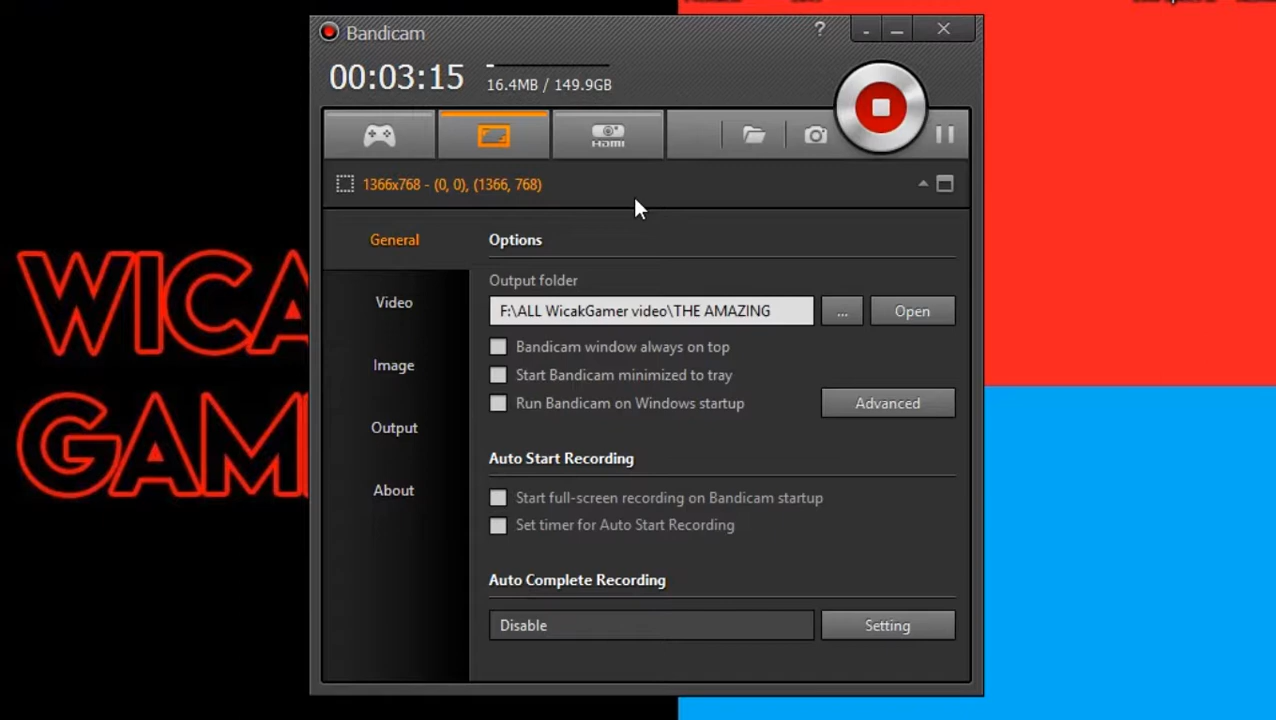 Bandicam
?
00:03:15
16.4MB / 149.9GB
HDMI
1366x768 - (0, 0), (1366, 768)
General
Video
Image
Output
About
Options
Output folder
F:\ALL WicakGamer video\THE AMAZING
...
Open
Bandicam window always on top
Start Bandicam minimized to tray
Run Bandicam on Windows startup
Advanced
Auto Start Recording
Start full-screen recording on Bandicam startup
Set timer for Auto Start Recording
Auto Complete Recording
Disable
Setting
WICA
GAM